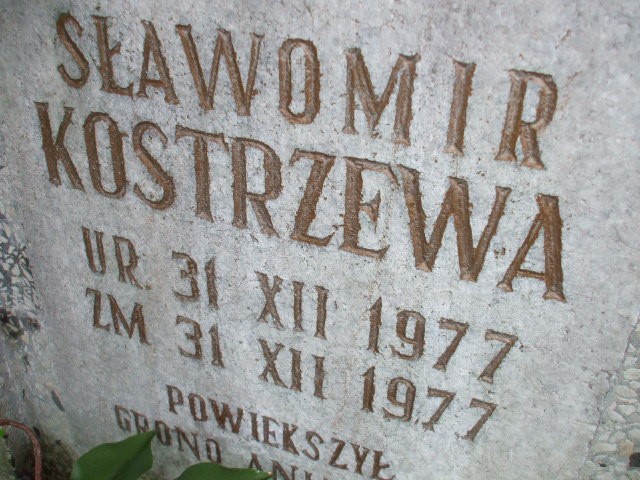 SŁAWOMIR
KOSTRZEWA
UR. 31 XII 1977
ZM 31 XII 1977
POWIEKSZYŁ
GRONO